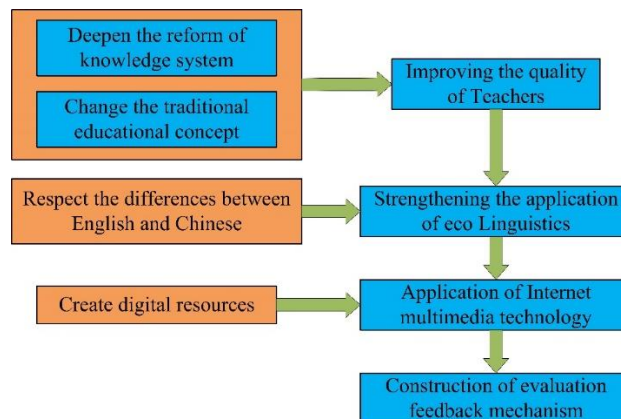 Deepen the reform of
knowledge system
Change the traditional
educational concept
Improving the quality
of Teachers
Respect the differences between
English and Chinese
Strengthening the application
of eco Linguistics
Create digital resources
Application of Internet
multimedia technology
Construction of evaluation
feedback mechanism